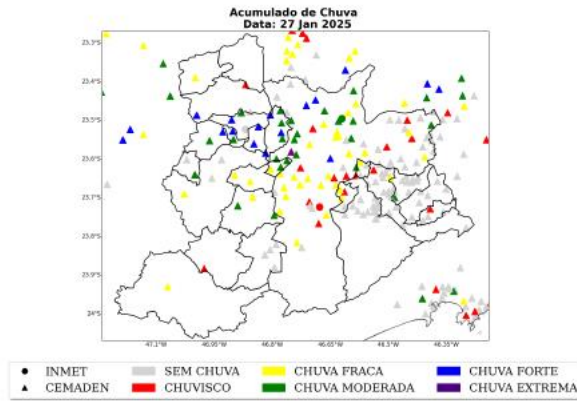 Acumulado de Chuva
Data: 27 Jan 2025
23.3°S
23.4°S
23.5°S
23.6°S
23.7°S
23.8°S
23.9°S
24°S
47.1°W
46.95°W
46.8°W
46.65°W
46.5°W
46.35°W
INMET
SEM CHUVA
CHUVA FRACA
CHUVA FORTE
CEMADEN
CHUVISCO
CHUVA MODERADA
CHUVA EXTREMA